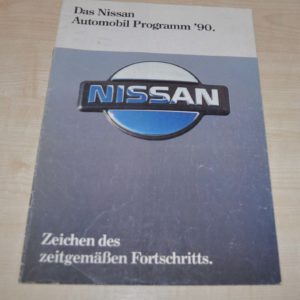 Das Nissan
Automobil Programm '90.
NISSAN
Zeichen des
zeitgemäßen Fortschritts.